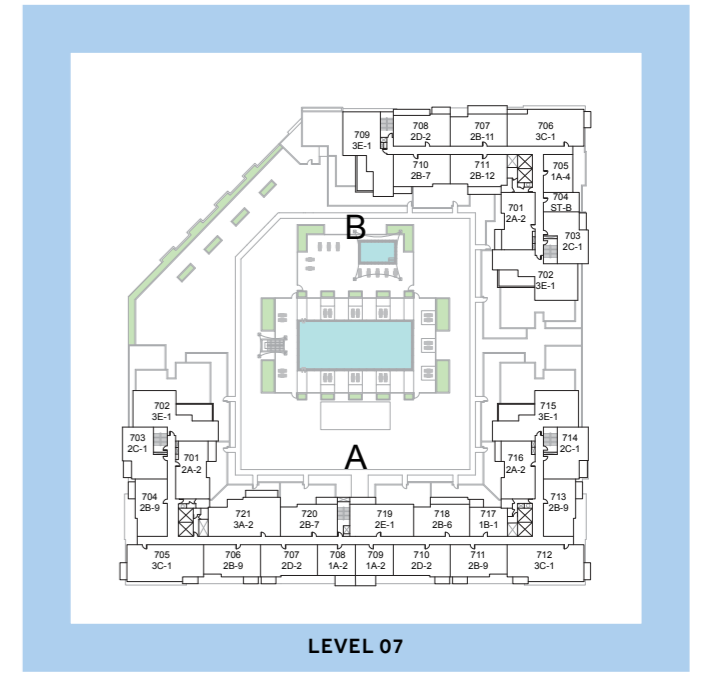 708
2D-2
707
2B-11
706
3C-1
709
3E-1
710
2B-7
711
2B-12
705
1A-4
704
ST-B
701
2A-2
703
2C-1
702
3E-1
B
A
702
3E-1
703
2C-1
701
2A-2
704
2B-9
715
3E-1
714
2C-1
716
2A-2
713
2B-9
721
3A-2
720
2B-7
719
2E-1
718
2B-6
717
1B-1
705
3C-1
706
2B-9
707
2D-2
708
1A-2
709
1A-2
710
2D-2
711
2B-9
712
3C-1
LEVEL 07